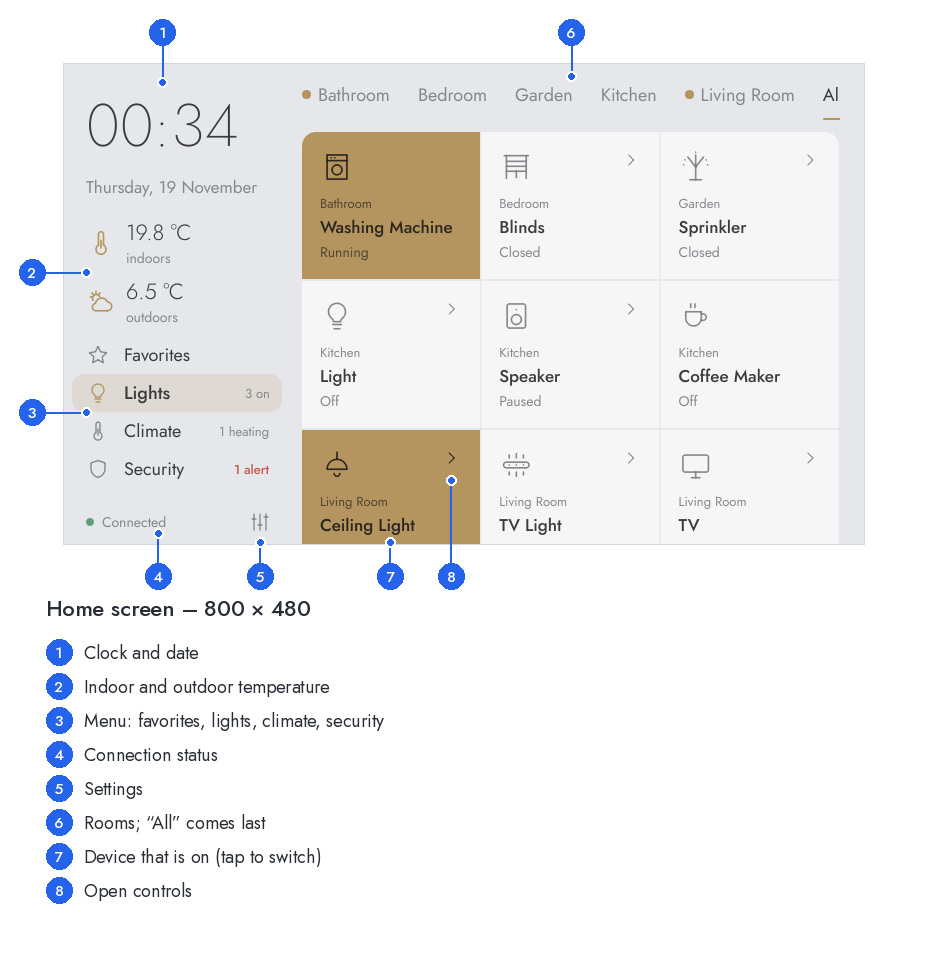 1
6
Bathroom Bedroom Garden Kitchen Living Room Al
00:34
Thursday, 19 November
19.8 °C
indoors
2
6.5 °C
outdoors
Favorites
Lights 3 on
3
Climate 1 heating
Security 1 alert
Connected
Bathroom
Washing Machine
Running
Bedroom
Blinds
Closed
Garden
Sprinkler
Closed
Kitchen
Light
Off
Kitchen
Speaker
Paused
Kitchen
Coffee Maker
Off
Living Room
Ceiling Light
Living Room
TV Light
Living Room
TV
4
5
7
8
Home screen – 800 × 480
1 Clock and date
2 Indoor and outdoor temperature
3 Menu: favorites, lights, climate, security
4 Connection status
5 Settings
6 Rooms; “All” comes last
7 Device that is on (tap to switch)
8 Open controls